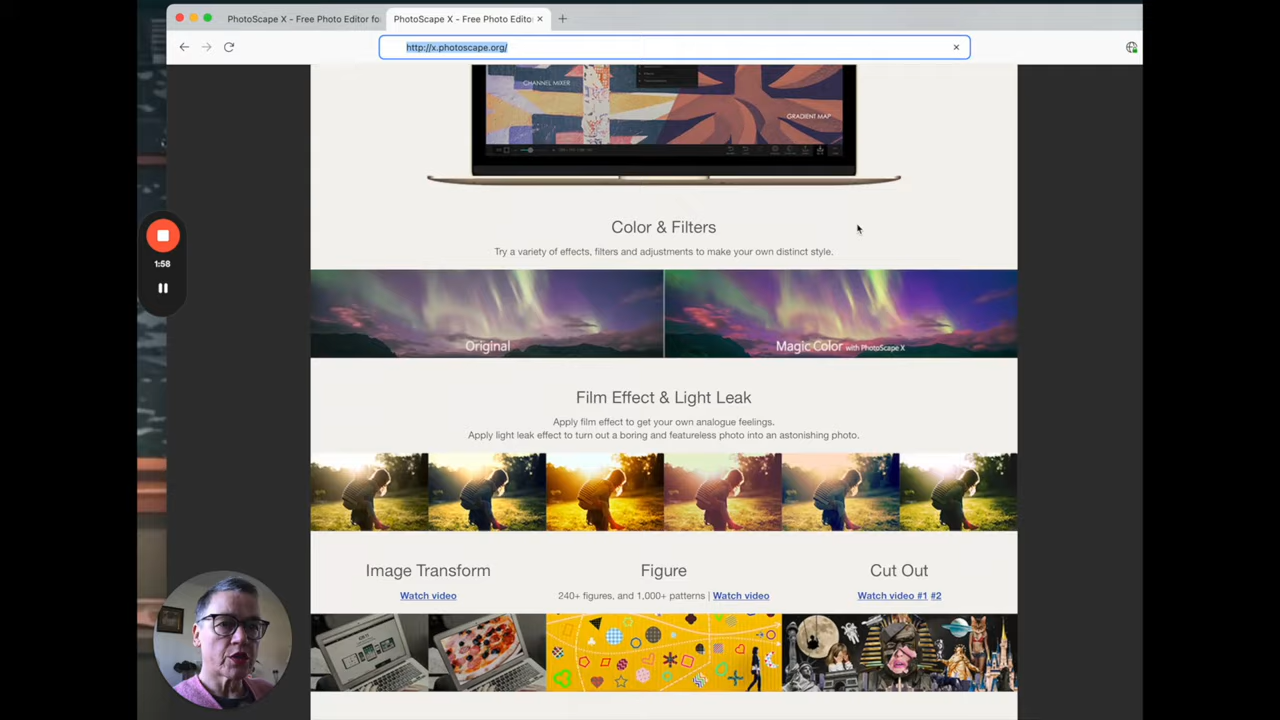 PhotoScape X - Free Photo Editor fo
PhotoScape X - Free Photo Edito
http://x.photoscape.org/
CHANNEL MIXER
GRADIENT MAP
1:58
Color & Filters
Try a variety of effects, filters and adjustments to make your own distinct style.
Original
Magic Color with PhotoScape X
Film Effect & Light Leak
Apply film effect to get your own analogue feelings.
Apply light leak effect to turn out a boring and featureless photo into an astonishing photo.
Image Transform
Watch video
Figure
240+ figures, and 1,000+ patterns | Watch video
Cut Out
Watch video #1 #2